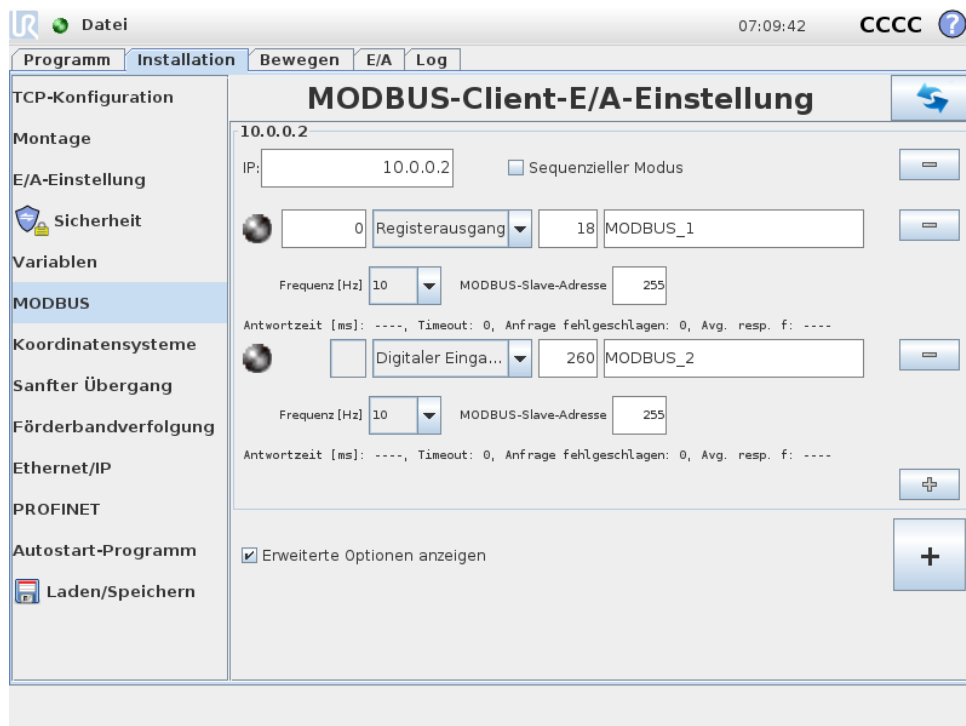 UR Datei 07:09:42 CCCC ?
Programm Installation Bewegen E/A Log
TCP-Konfiguration
Montage
E/A-Einstellung
Sicherheit
Variablen
MODBUS
Koordinatensysteme
Sanfter Übergang
Förderbandverfolgung
Ethernet/IP
PROFINET
Autostart-Programm
Laden/Speichern
MODBUS-Client-E/A-Einstellung
10.0.0.2
IP: 10.0.0.2 Sequenzieller Modus
0 Registerausgang 18 MODBUS_1
Frequenz [Hz] 10 MODBUS-Slave-Adresse 255
Antwortzeit [ms]: ----, Timeout: 0, Anfrage fehlgeschlagen: 0, Avg. resp. f: ----
Digitaler Einga... 260 MODBUS_2
Frequenz [Hz] 10 MODBUS-Slave-Adresse 255
Antwortzeit [ms]: ----, Timeout: 0, Anfrage fehlgeschlagen: 0, Avg. resp. f: ----
Erweiterte Optionen anzeigen